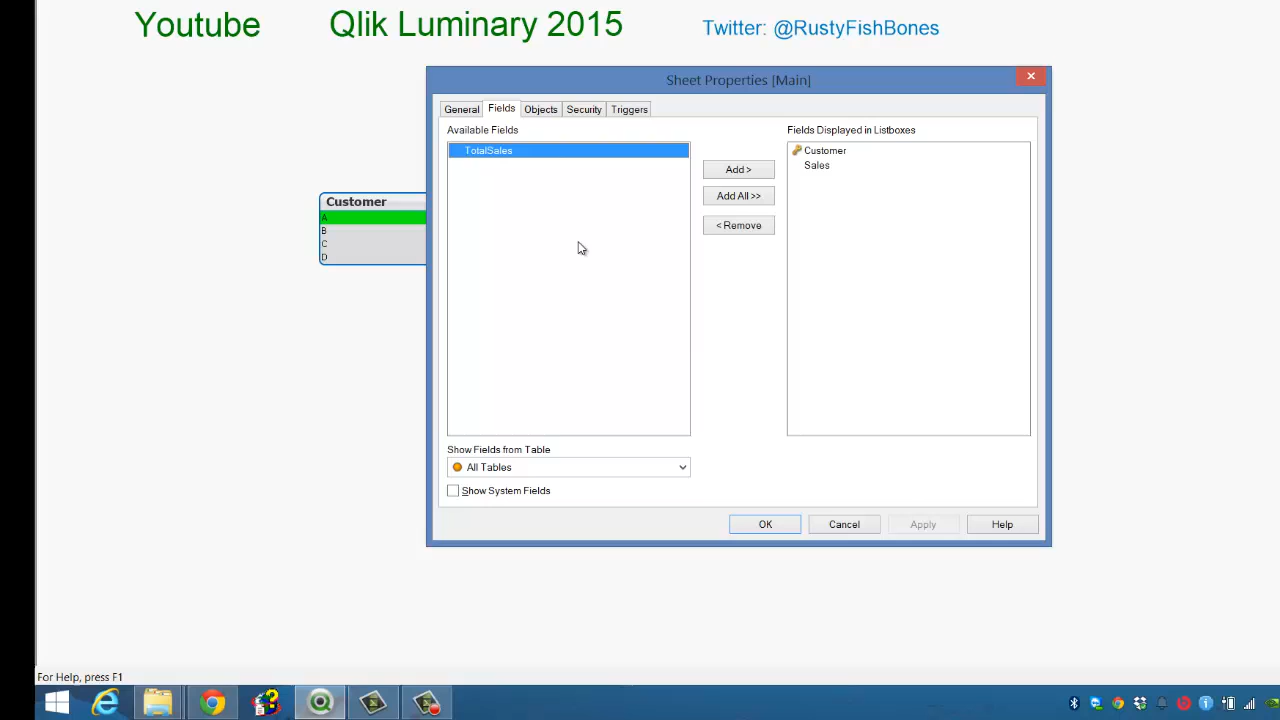 Youtube
Qlik Luminary 2015
Twitter: @RustyFishBones
Sheet Properties [Main]
General
Fields
Objects
Security
Triggers
Available Fields
TotalSales
Add >
Add All >>
< Remove
Fields Displayed in Listboxes
Customer
Sales
Customer
A
B
C
D
Show Fields from Table
All Tables
Show System Fields
OK
Cancel
Apply
Help
For Help, press F1